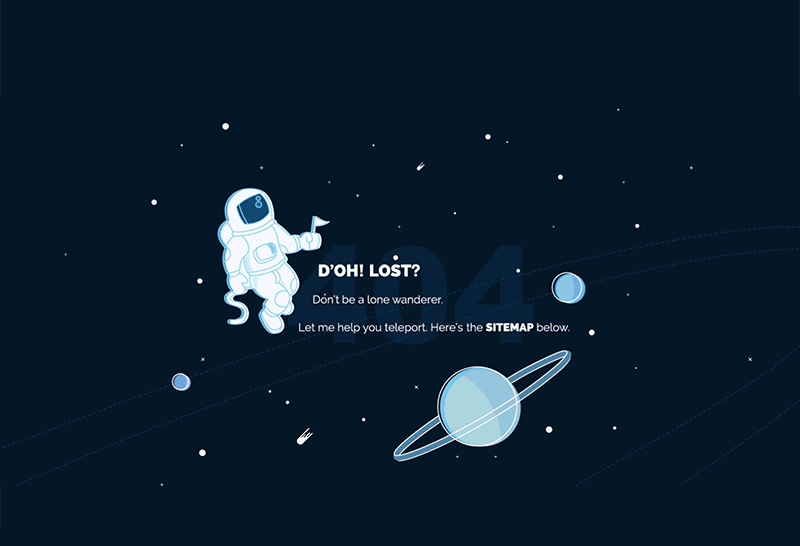 404
D'OH! LOST?
Don't be a lone wanderer.
Let me help you teleport. Here's the SITEMAP below.